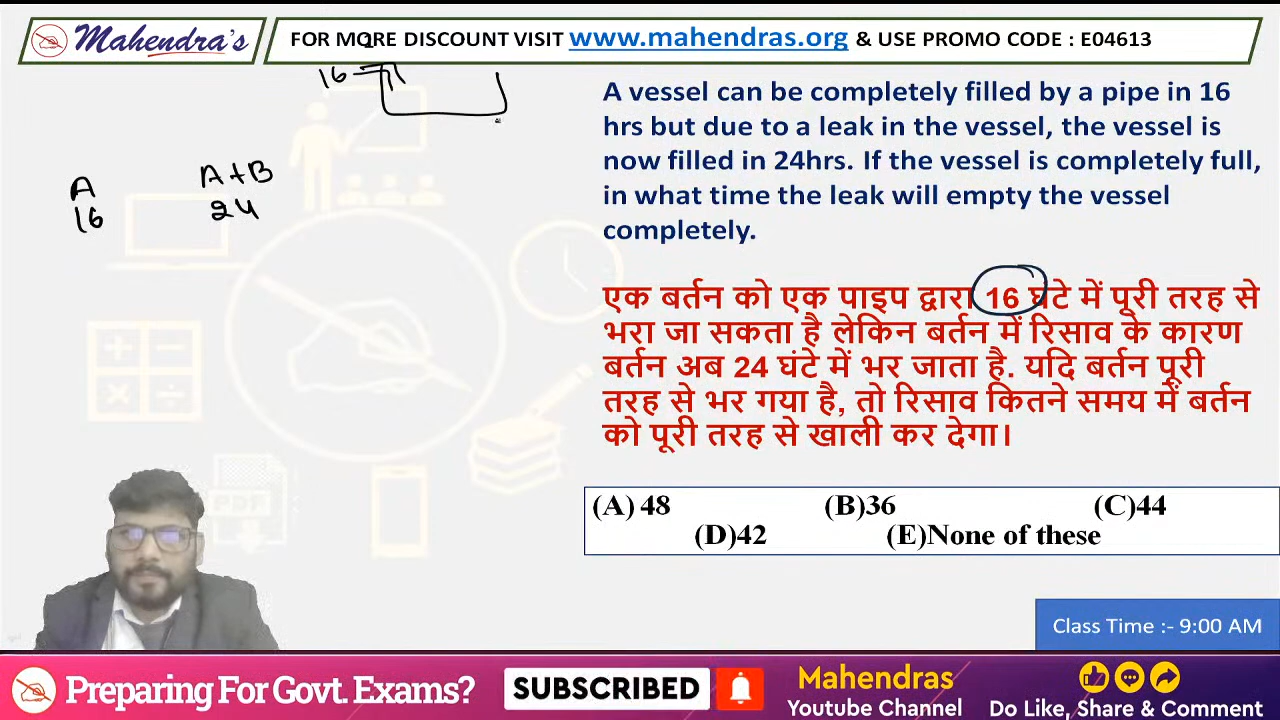 Mahendra's
FOR MORE DISCOUNT VISIT www.mahendras.org & USE PROMO CODE : E04613
16
A vessel can be completely filled by a pipe in 16
hrs but due to a leak in the vessel, the vessel is
now filled in 24hrs. If the vessel is completely full,
in what time the leak will empty the vessel
completely.
A
16
A+B
24
एक बर्तन को एक पाइप द्वारा 16 घंटे में पूरी तरह से
भरा जा सकता है लेकिन बर्तन में रिसाव के कारण
बर्तन अब 24 घंटे में भर जाता है. यदि बर्तन पूरी
तरह से भर गया है, तो रिसाव कितने समय में बर्तन
को पूरी तरह से खाली कर देगा।
(A) 48 (B)36 (C)44
(D)42 (E)None of these
PDF
Class Time :- 9:00 AM
Preparing For Govt. Exams?
SUBSCRIBED
Mahendras
YouTube Channel
Do Like, Share & Comment